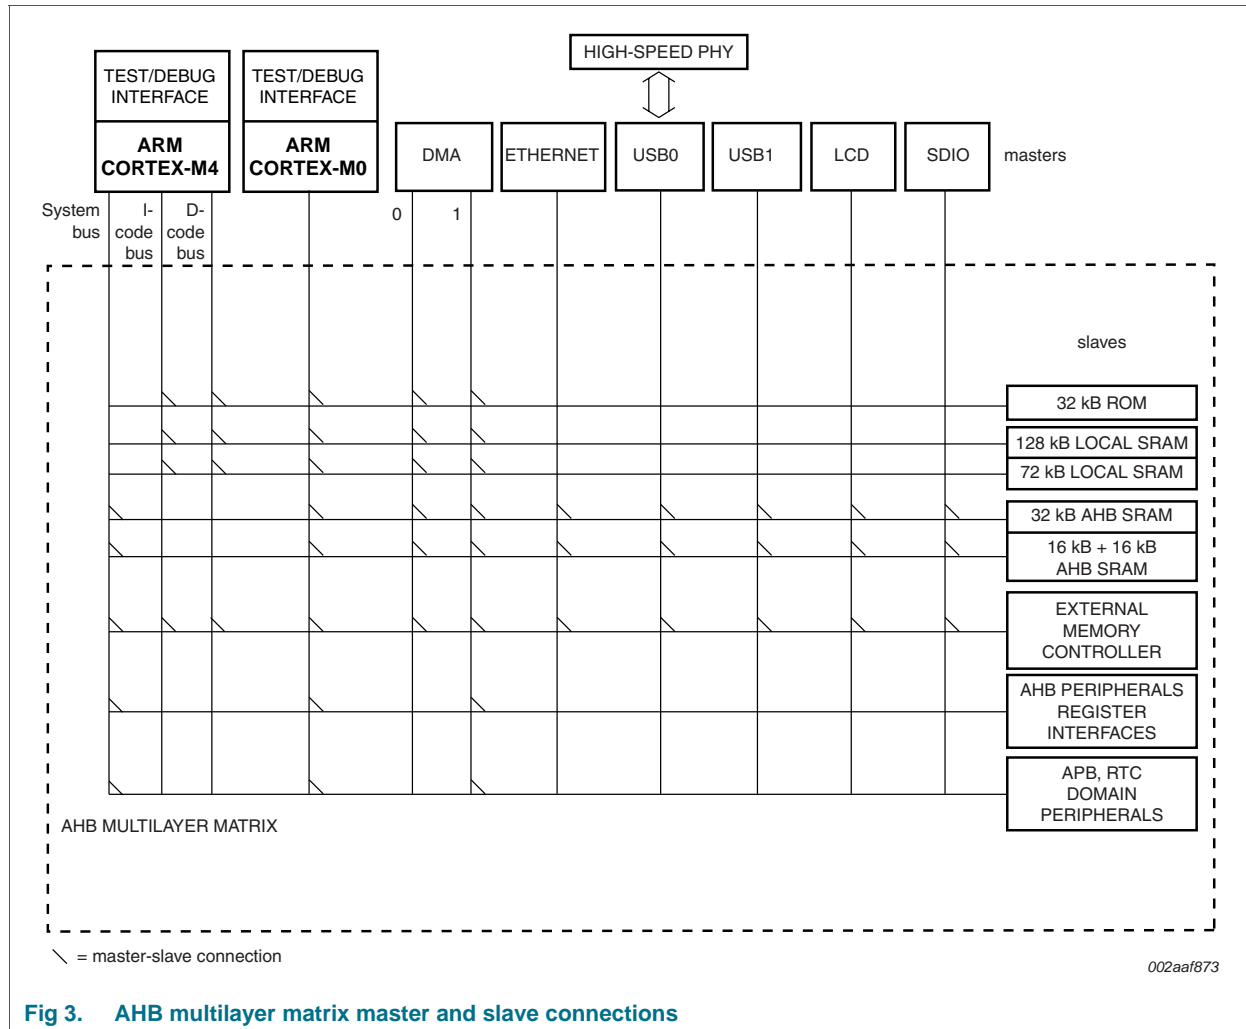 HIGH-SPEED PHY
TEST/DEBUG
INTERFACE
TEST/DEBUG
INTERFACE
ARM
CORTEX-M4
ARM
CORTEX-M0
DMA
ETHERNET
USB0
USB1
LCD
SDIO
masters
System
bus
I-
code
bus
D-
code
bus
0
1
slaves
32 kB ROM
128 kB LOCAL SRAM
72 kB LOCAL SRAM
32 kB AHB SRAM
16 kB + 16 kB
AHB SRAM
EXTERNAL
MEMORY
CONTROLLER
AHB PERIPHERALS
REGISTER
INTERFACES
APB, RTC
DOMAIN
PERIPHERALS
AHB MULTILAYER MATRIX
= master-slave connection
002aaf873
Fig 3. AHB multilayer matrix master and slave connections